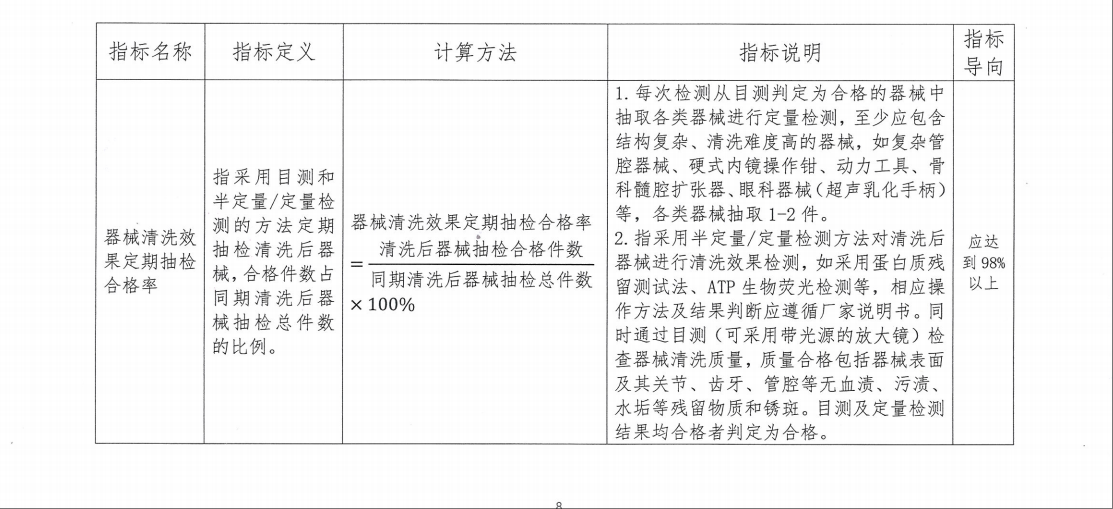 指标名称
指标定义
计算方法
指标说明
指标
导向
器械清洗效
果定期抽检
合格率
指采用目测和
半定量/定量检
测的方法定期
抽检清洗后器
械，合格件数占
同期清洗后器
械抽检总件数
的比例。
器械清洗效果定期抽检合格率
清洗后器械抽检合格件数
=
同期清洗后器械抽检总件数
×100%
1.每次检测从目测判定为合格的器械中
抽取各类器械进行定量检测，至少应包含
结构复杂、清洗难度高的器械，如复杂管
腔器械、硬式内镜操作钳、动力工具、骨
科髓腔扩张器、眼科器械（超声乳化手柄）
等，各类器械抽取1-2件。
2.指采用半定量/定量检测方法对清洗后
器械进行清洗效果检测，如采用蛋白质残
留测试法、ATP生物荧光检测等，相应操
作方法及结果判断应遵循厂家说明书。同
时通过目测（可采用带光源的放大镜）检
查器械清洗质量，质量合格包括器械表面
及其关节、齿牙、管腔等无血渍、污渍、
水垢等残留物质和锈斑。目测及定量检测
结果均合格者判定为合格。
应达
到98%
以上
8